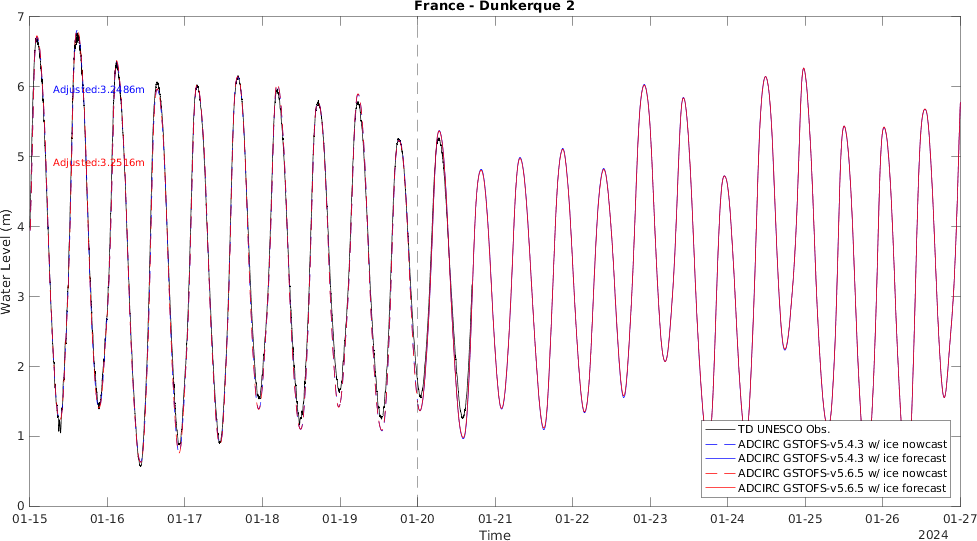 France - Dunkerque 2
7
6
5
4
3
2
1
0
Water Level (m)
Adjusted:3.2486m
Adjusted:3.2516m
TD UNESCO Obs.
ADCIRC GSTOFS-v5.4.3 w/ ice nowcast
ADCIRC GSTOFS-v5.4.3 w/ ice forecast
ADCIRC GSTOFS-v5.6.5 w/ ice nowcast
ADCIRC GSTOFS-v5.6.5 w/ ice forecast
01-15 01-16 01-17 01-18 01-19 01-20 01-21 01-22 01-23 01-24 01-25 01-26 01-27
Time
2024